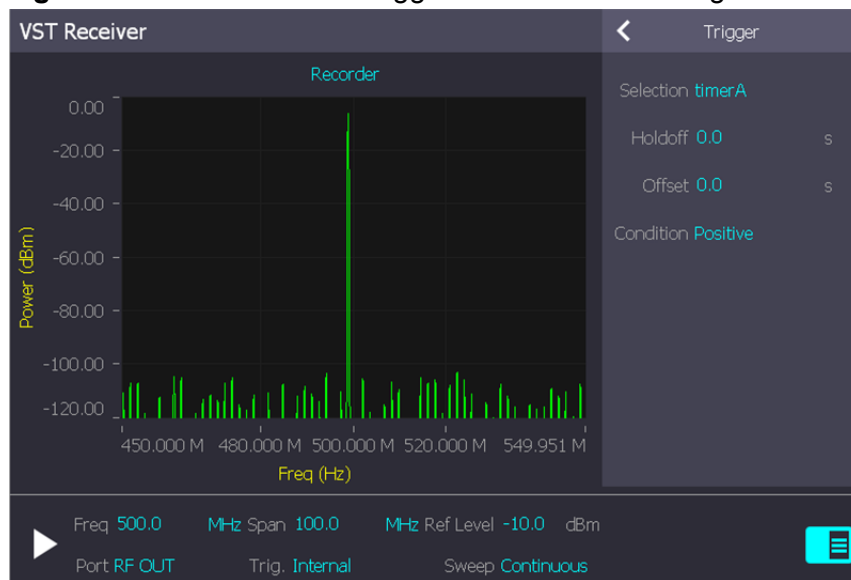 VST Receiver
Trigger
Recorder
Selection timerA
Holdoff 0.0 s
Offset 0.0 s
Condition Positive
0.00
-20.00
-40.00
-60.00
-80.00
-100.00
-120.00
Power (dBm)
450.000 M 480.000 M 500.000 M 520.000 M 549.951 M
Freq (Hz)
Freq 500.0 MHz Span 100.0 MHz Ref Level -10.0 dBm
Port RF OUT Trig. Internal Sweep Continuous